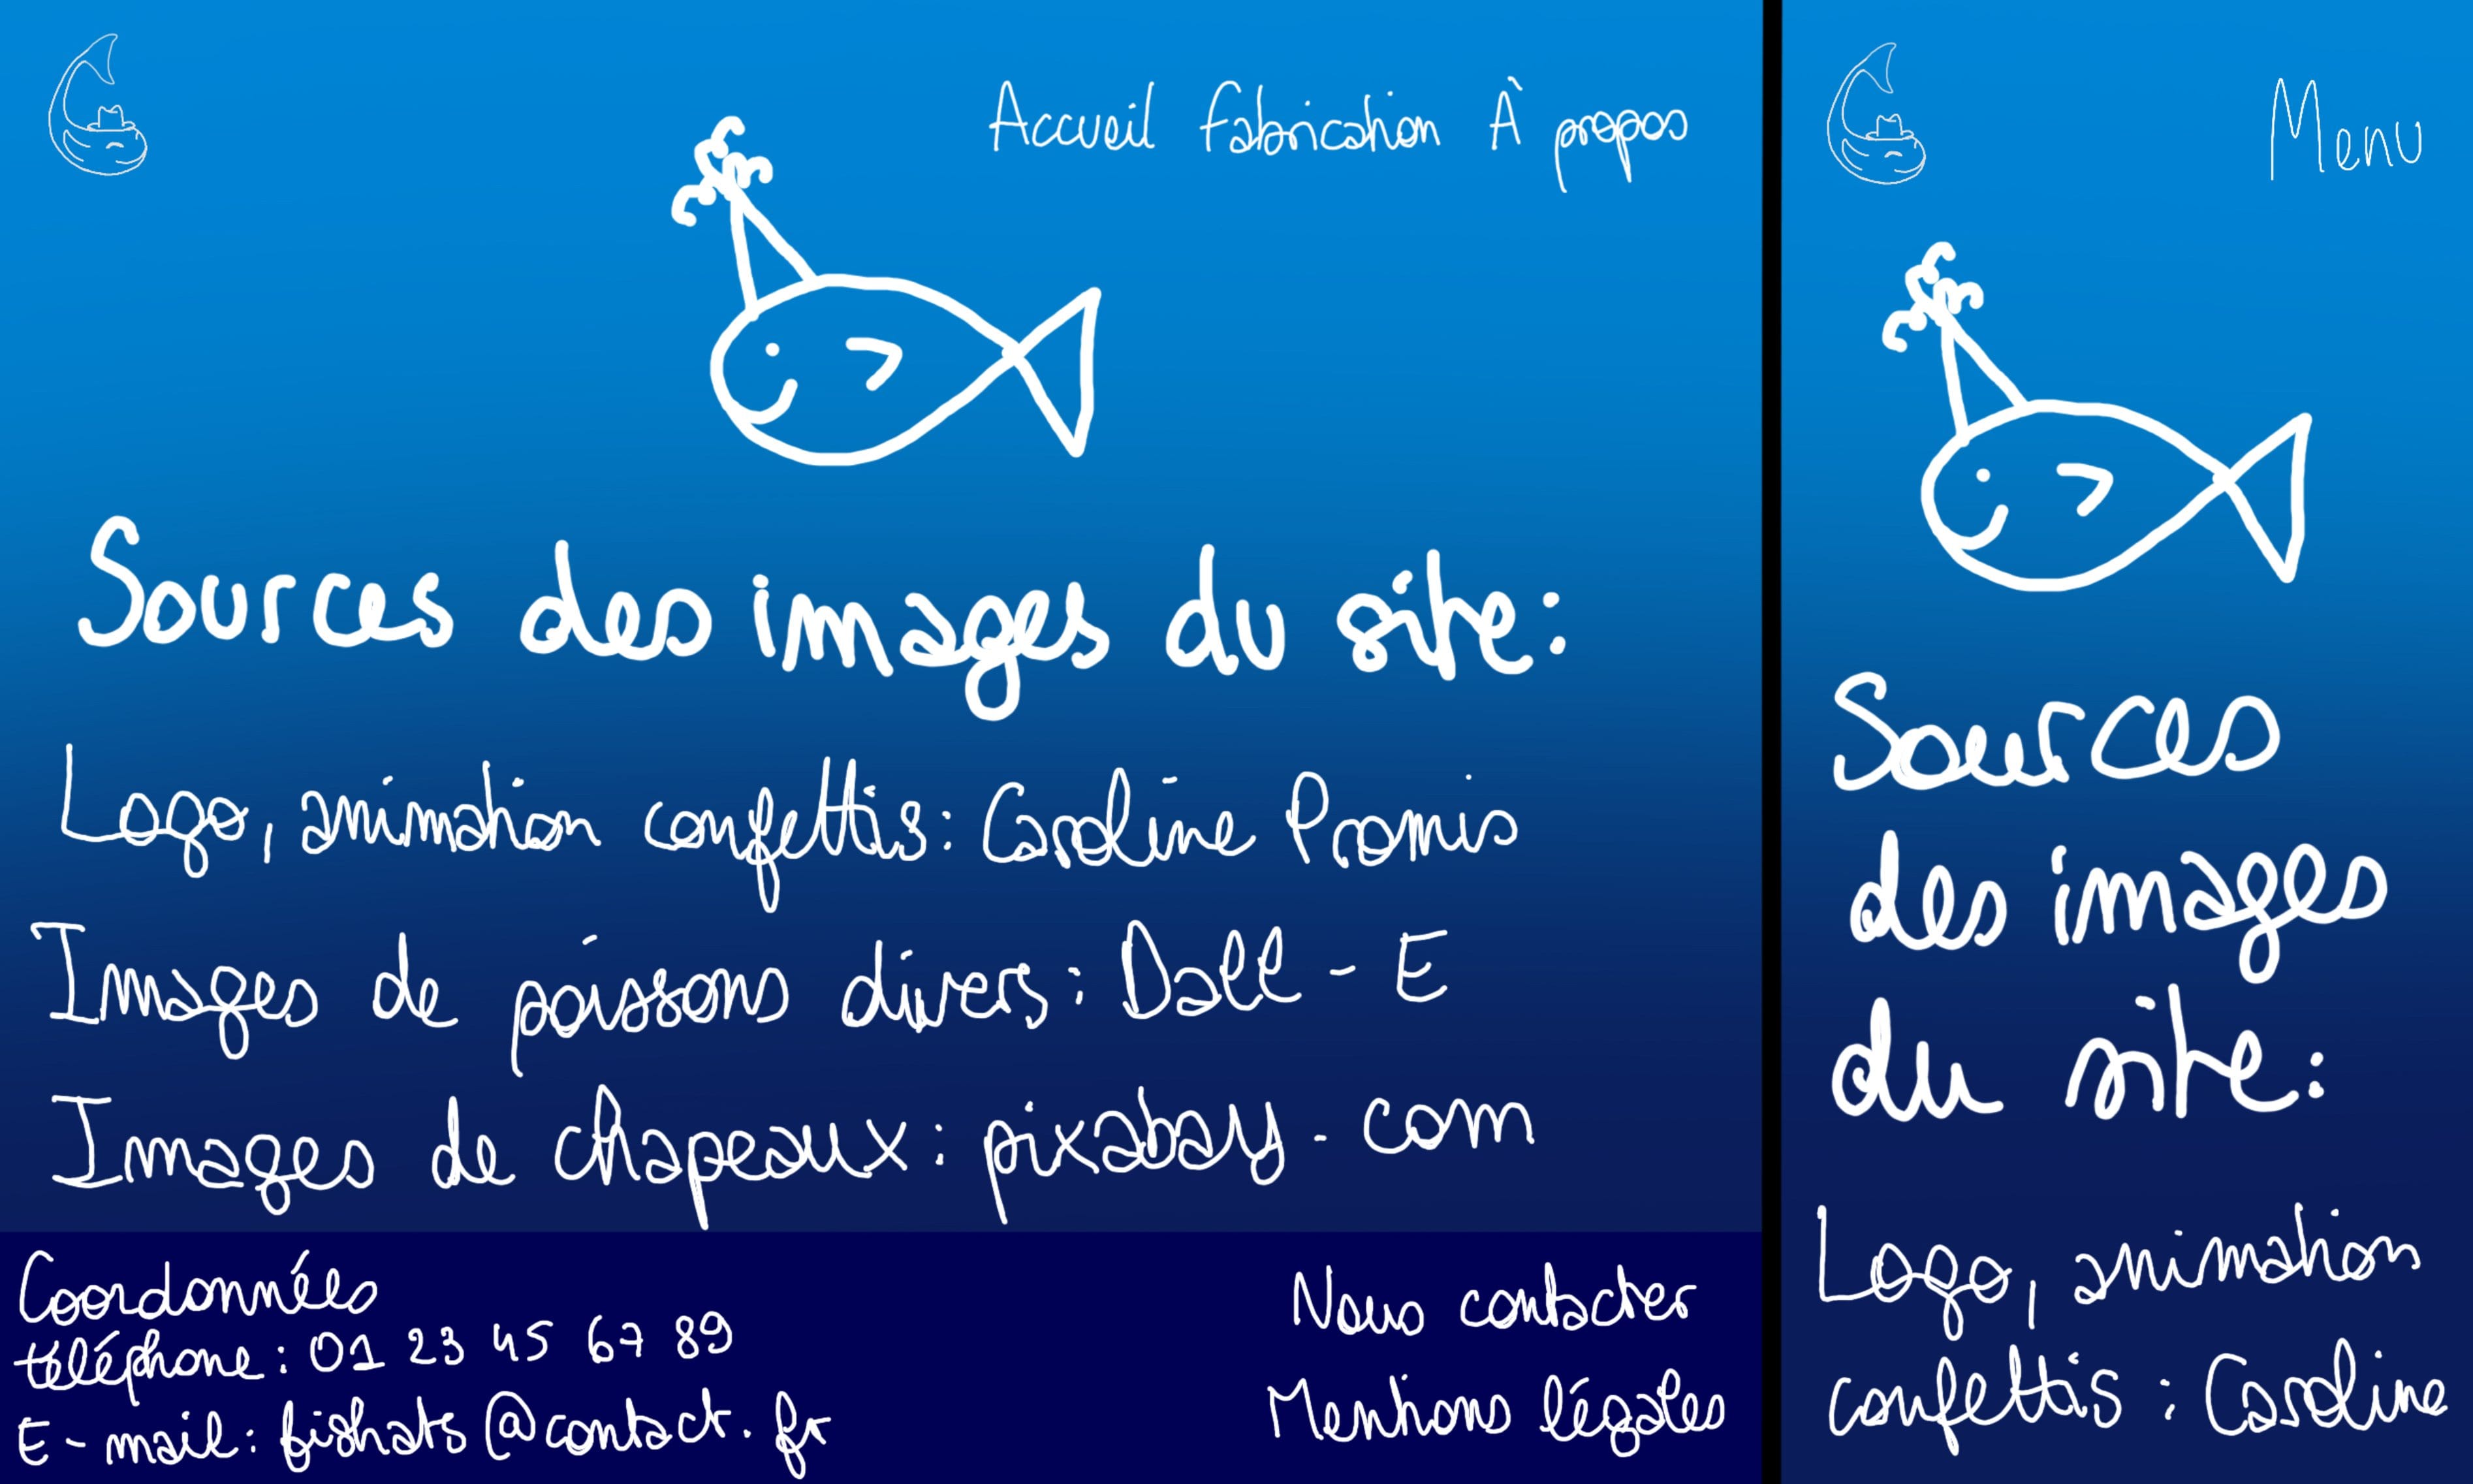 Accueil Fabrication À propos
Sources des images du site:
Logo, animation confettis: Caroline Promis
Images de poissons divers: Dall-E
Images de chapeaux: pixabay-com
Coordonnées
téléphone: 01 23 45 67 89
E-mail: fishats@contact.fr
Nous contacter
Mentions légales
Menu
Sources
des images
du site:
Logo, animation
confettis: Caroline